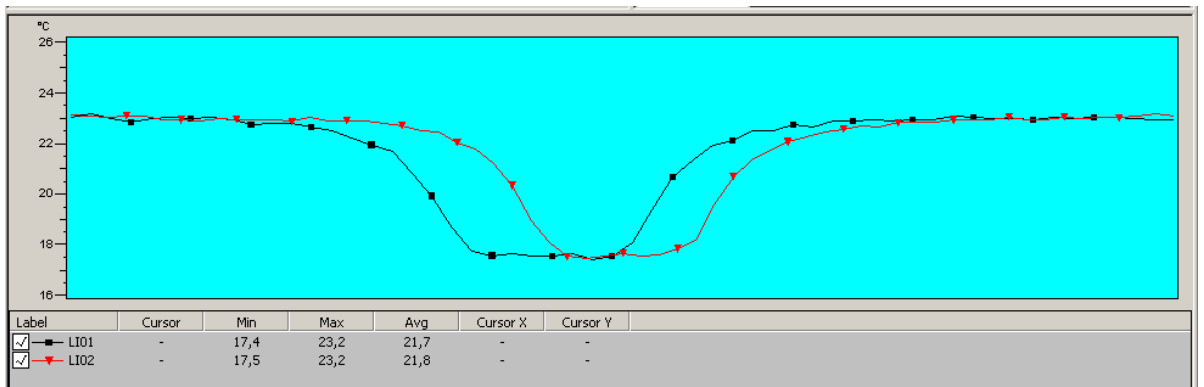 °C
26
24
22
20
18
16
Label Cursor Min Max Avg Cursor X Cursor Y
LI01 - 17,4 23,2 21,7 - -
LI02 - 17,5 23,2 21,8 - -